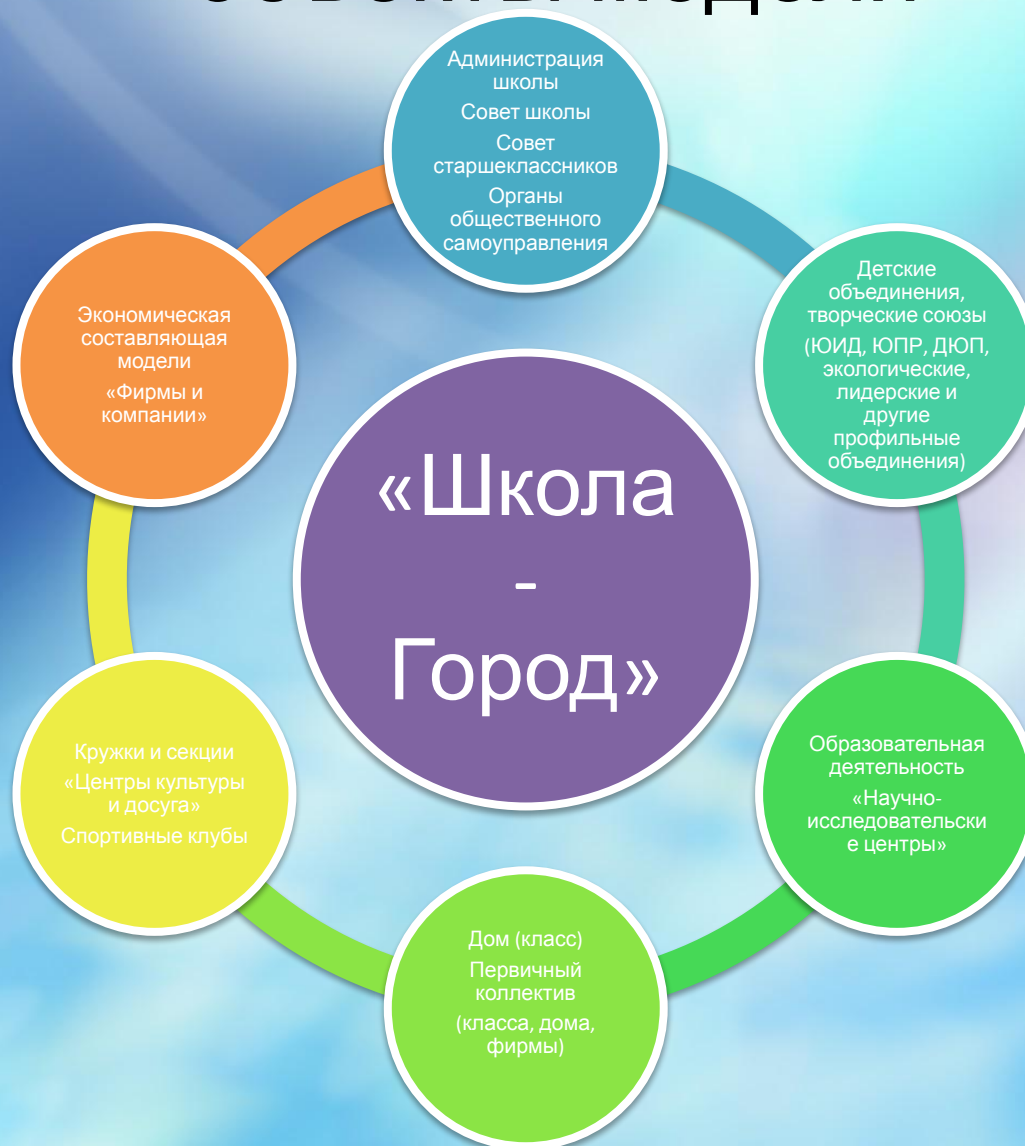 Администрация
школы
Совет школы
Совет
старшеклассников
Органы
общественного
самоуправления
Детские
объединения,
творческие союзы
(ЮИД, ЮПР, ДЮП,
экологические,
лидерские и
другие
профильные
объединения)
Образовательная
деятельность
«Научно-
исследовательски
е центры»
Дом (класс)
Первичный
коллектив
(класса, дома,
фирмы)
Кружки и секции
«Центры культуры
и досуга»
Спортивные клубы
Экономическая
составляющая
модели
«Фирмы и
компании»
«Школа
-
Город»